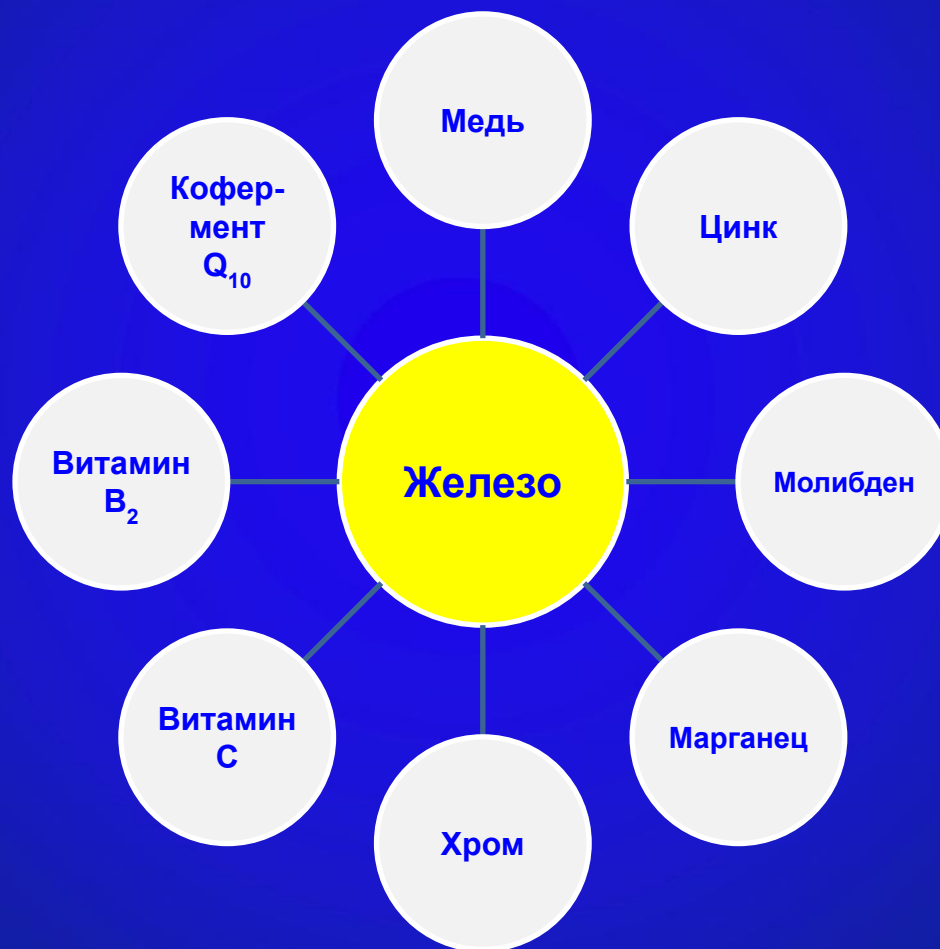 Медь
Кофер-
мент
Q₁₀
Цинк
Витамин
B₂
Железо
Молибден
Витамин
C
Марганец
Хром